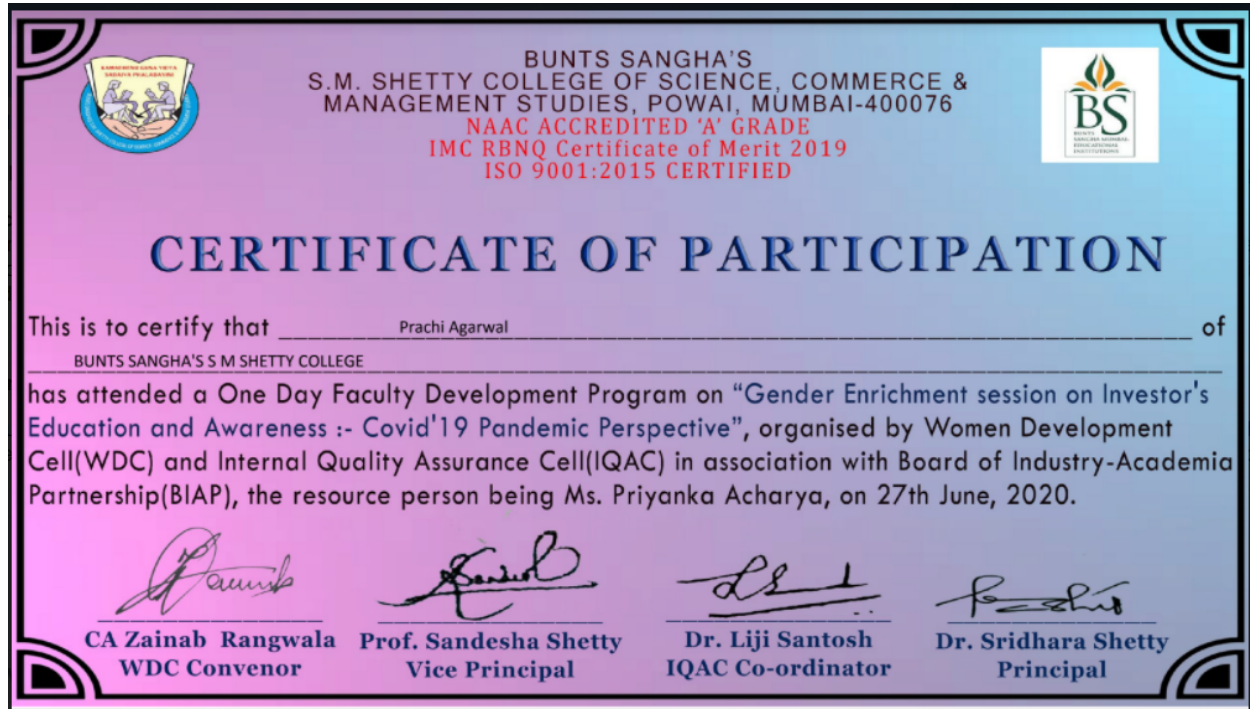 BUNTS SANGHA'S
S.M. SHETTY COLLEGE OF SCIENCE, COMMERCE &
MANAGEMENT STUDIES, POWAI, MUMBAI-400076
NAAC ACCREDITED 'A' GRADE
IMC RBNQ Certificate of Merit 2019
ISO 9001:2015 CERTIFIED
BS
BUNTS
SANGHA MUMBAI
EDUCATIONAL
INSTITUTIONS
CERTIFICATE OF PARTICIPATION
This is to certify that Prachi Agarwal of
BUNTS SANGHA'S S M SHETTY COLLEGE
has attended a One Day Faculty Development Program on “Gender Enrichment session on Investor's
Education and Awareness :- Covid'19 Pandemic Perspective”, organised by Women Development
Cell(WDC) and Internal Quality Assurance Cell(IQAC) in association with Board of Industry-Academia
Partnership(BIAP), the resource person being Ms. Priyanka Acharya, on 27th June, 2020.
CA Zainab Rangwala Prof. Sandesha Shetty Dr. Liji Santosh Dr. Sridhara Shetty
WDC Convenor Vice Principal IQAC Co-ordinator Principal